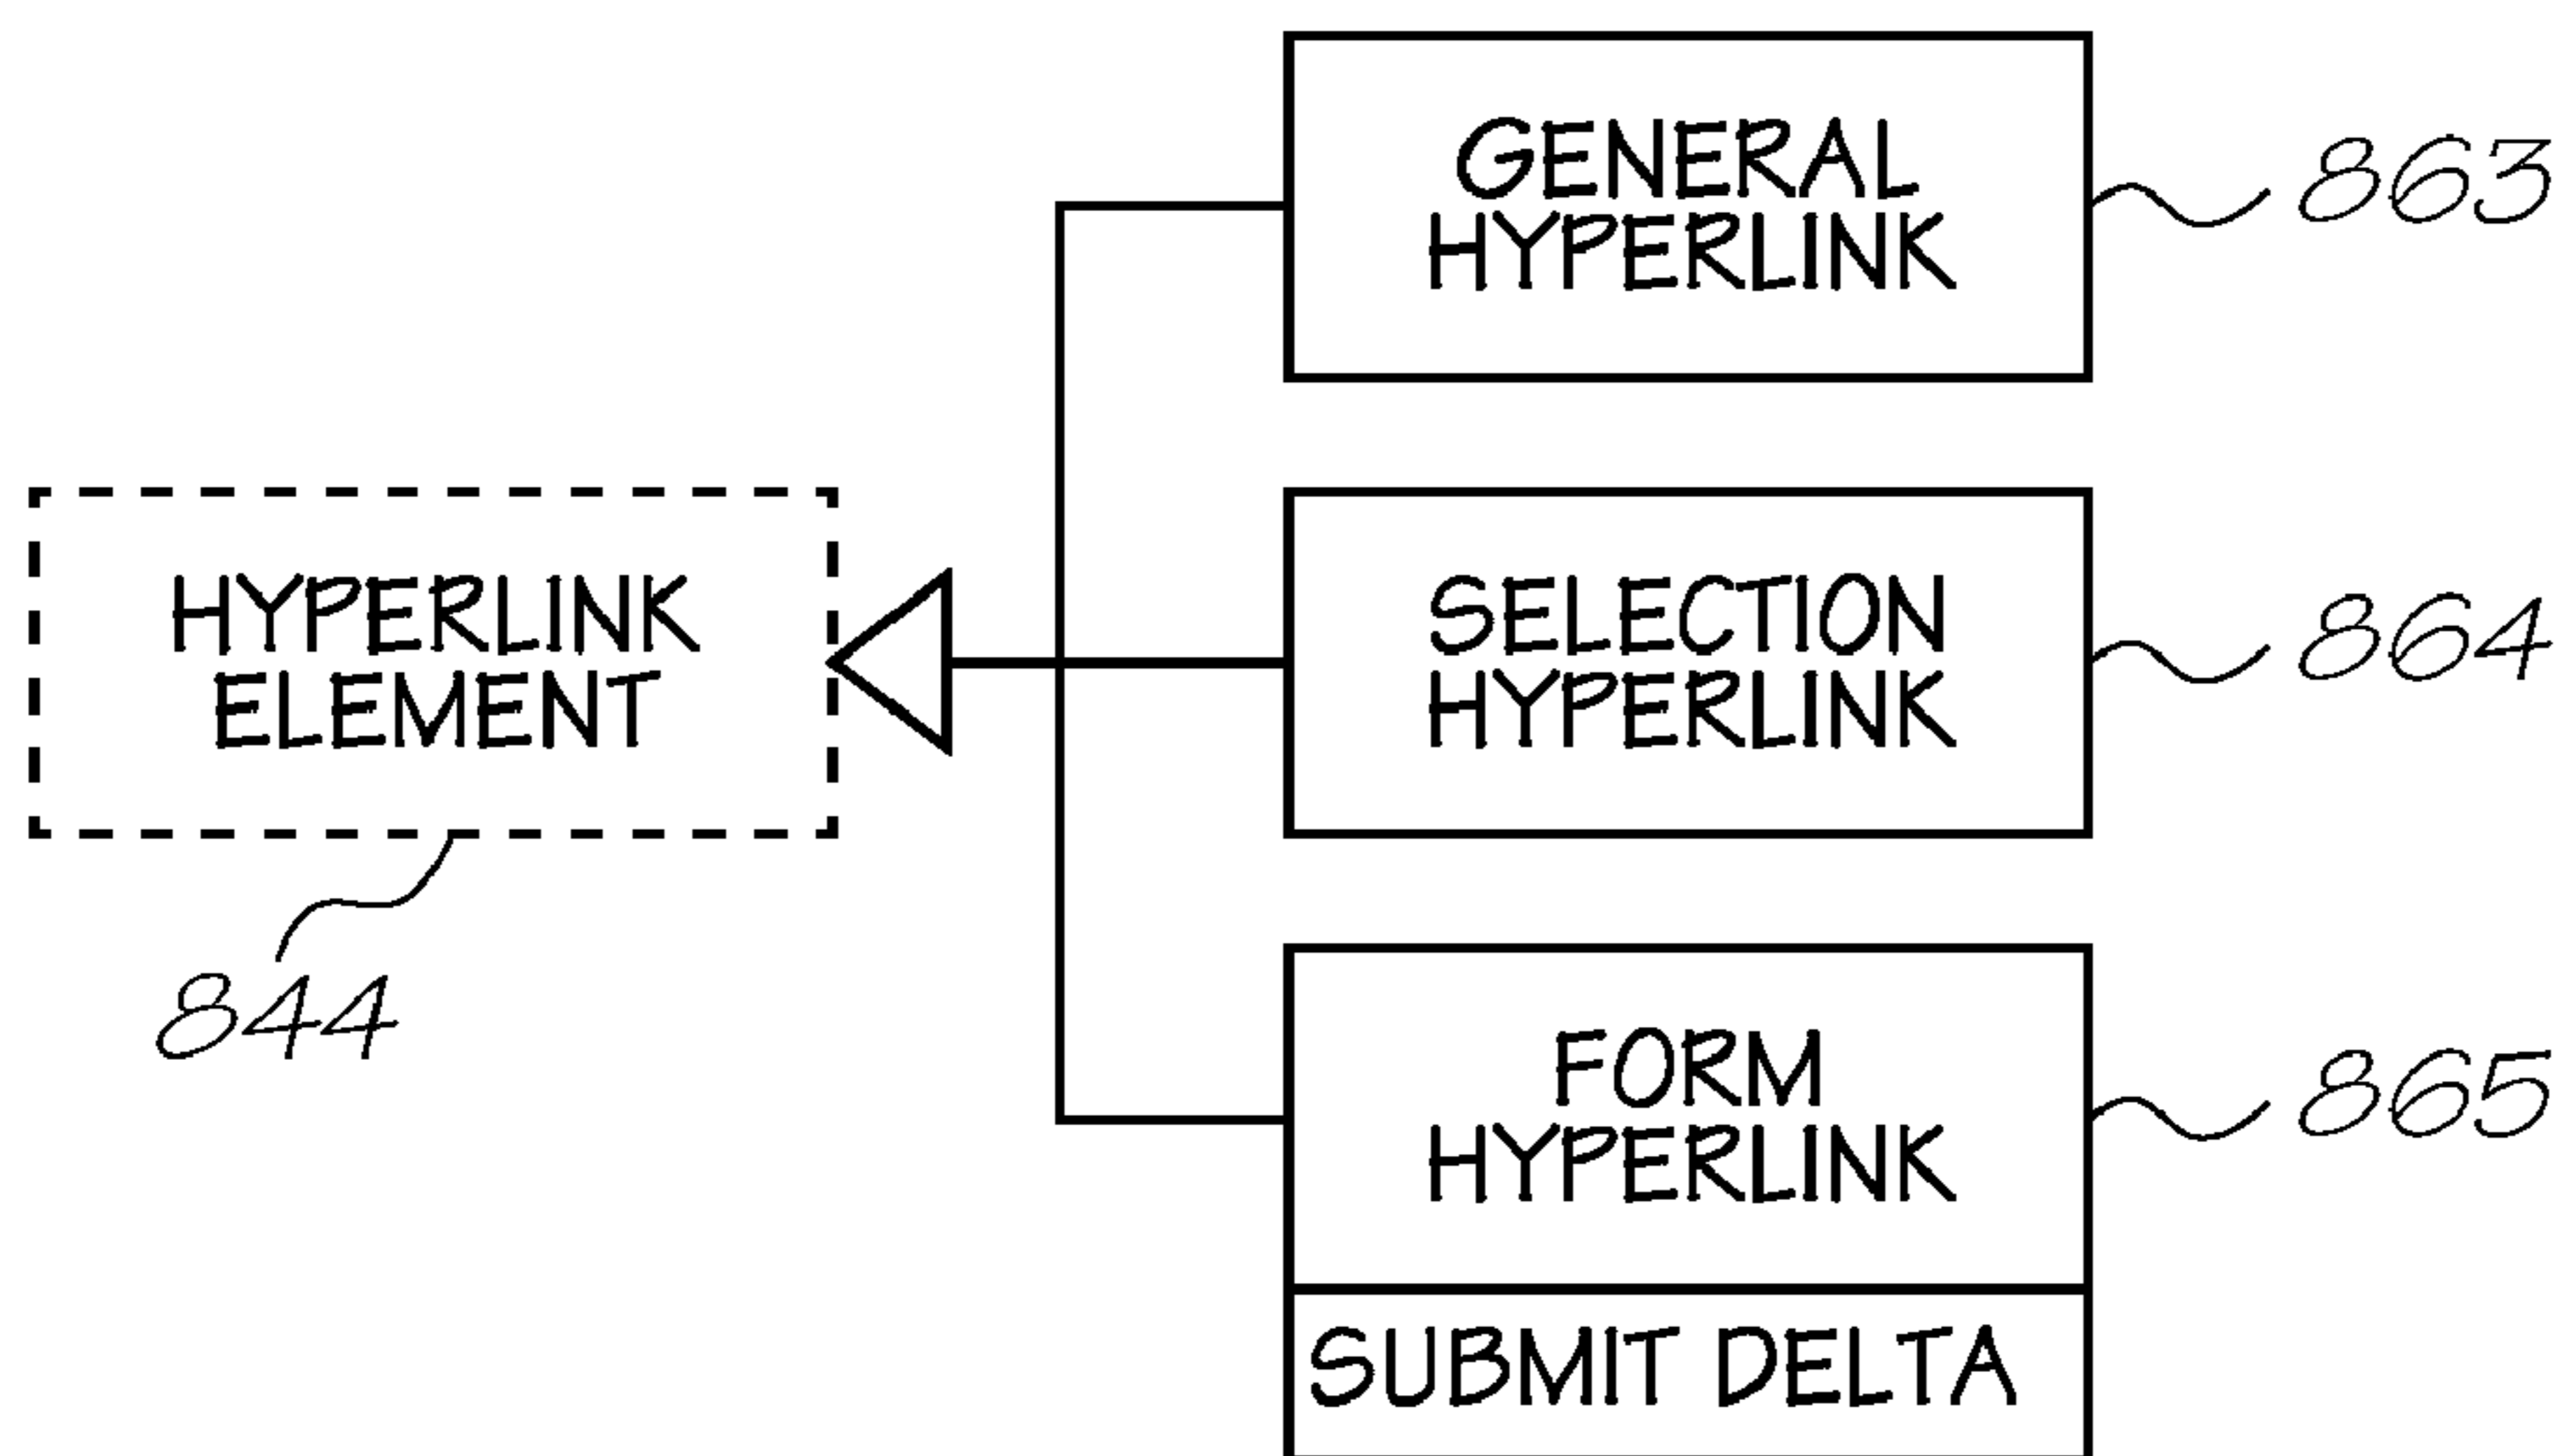 GENERAL
HYPERLINK
863
HYPERLINK
ELEMENT
844
SELECTION
HYPERLINK
864
FORM
HYPERLINK
865
SUBMIT DELTA